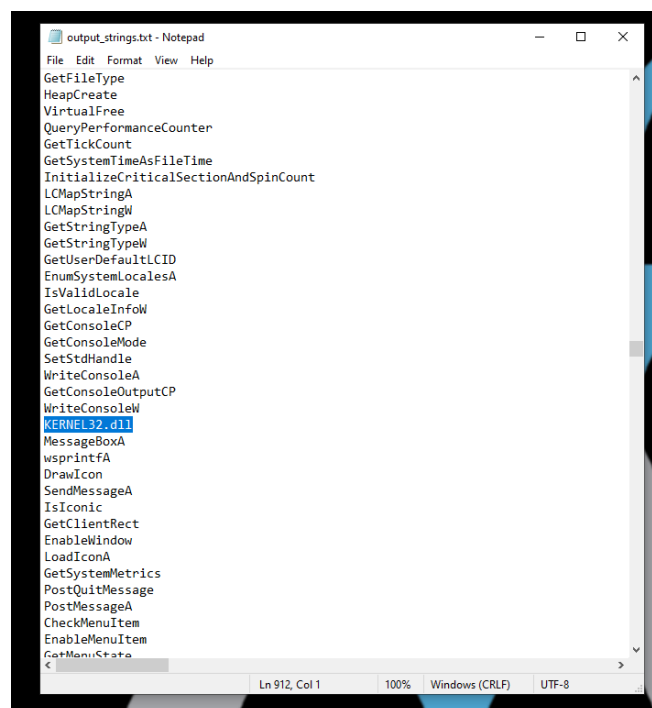 output_strings.txt - Notepad
File Edit Format View Help
GetFileType
HeapCreate
VirtualFree
QueryPerformanceCounter
GetTickCount
GetSystemTimeAsFileTime
InitializeCriticalSectionAndSpinCount
LCMapStringA
LCMapStringW
GetStringTypeA
GetStringTypeW
GetUserDefaultLCID
EnumSystemLocalesA
IsValidLocale
GetLocaleInfoW
GetConsoleCP
GetConsoleMode
SetStdHandle
WriteConsoleA
GetConsoleOutputCP
WriteConsoleW
KERNEL32.dll
MessageBoxA
wsprintfA
DrawIcon
SendMessageA
IsIconic
GetClientRect
EnableWindow
LoadIconA
GetSystemMetrics
PostQuitMessage
PostMessageA
CheckMenuItem
EnableMenuItem
GetMenuState
Ln 912, Col 1 100% Windows (CRLF) UTF-8